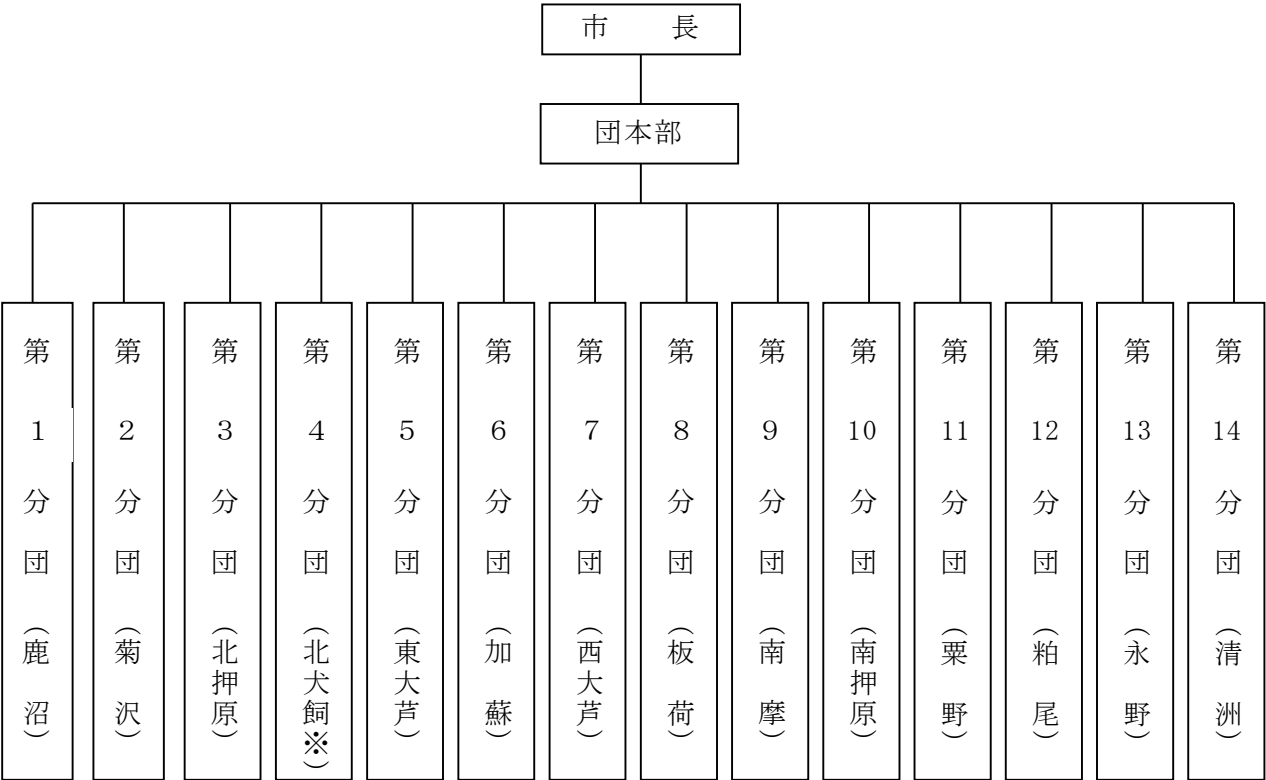 市　　長
団本部
第１分団（鹿沼）
第２分団（菊沢）
第３分団（北押原）
第４分団（北犬飼※）
第５分団（東大芦）
第６分団（加蘇）
第７分団（西大芦）
第８分団（板荷）
第９分団（南摩）
第10分団（南押原）
第11分団（粟野）
第12分団（粕尾）
第13分団（永野）
第14分団（清洲）